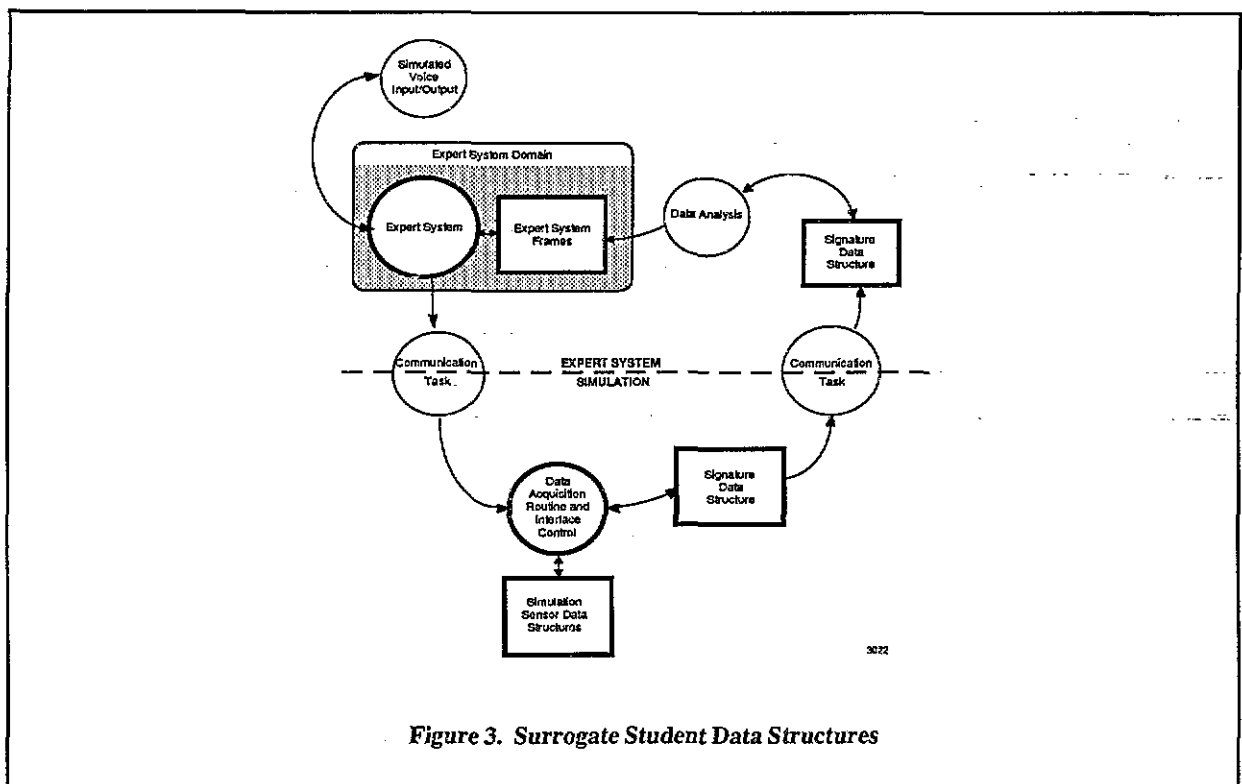 Simulated
Voice
Input/Output
Expert System Domain
Expert System
Expert System
Frames
Data Analysis
Signature
Data
Structure
Communication
Task
EXPERT SYSTEM
SIMULATION
Communication
Task
Data
Acquisition
Routine and
Interface
Control
Signature
Data
Structure
Simulation
Sensor Data
Structures
3022
Figure 3. Surrogate Student Data Structures